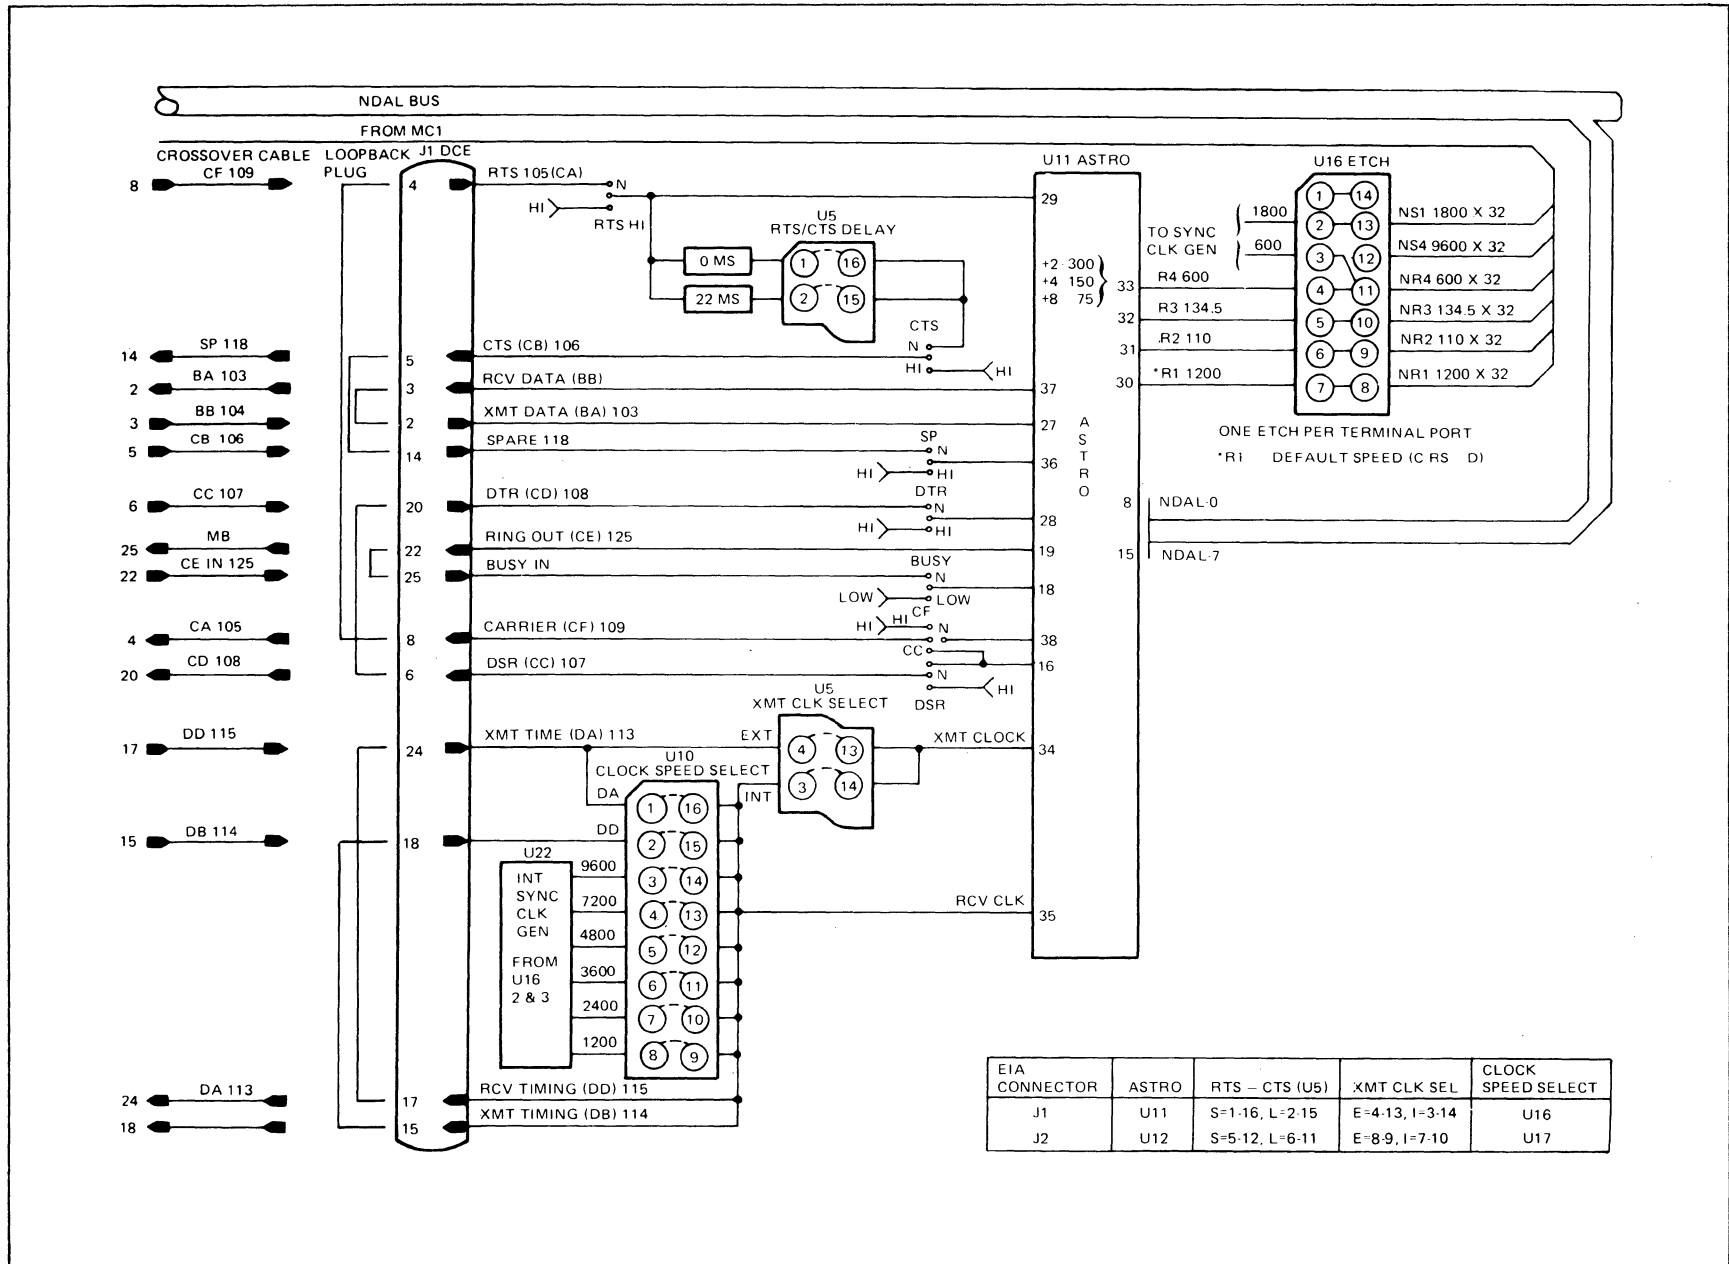 NDAL BUS
FROM MC1
CROSSOVER CABLE
LOOPBACK PLUG
J1 DCE
8 CF 109
4 RTS 105 (CA)
N
HI
RTS HI
U5
RTS/CTS DELAY
0 MS
22 MS
1 16
2 15
U11 ASTRO
29
+2 300
+4 150
+8 75
33 R4 600
32 R3 134.5
31 .R2 110
30 *R1 1200
TO SYNC
CLK GEN
1800
600
U16 ETCH
1 14
2 13
3 12
4 11
5 10
6 9
7 8
NS1 1800 X 32
NS4 9600 X 32
NR4 600 X 32
NR3 134.5 X 32
NR2 110 X 32
NR1 1200 X 32
ONE ETCH PER TERMINAL PORT
*R1 DEFAULT SPEED (C RS D)
14 SP 118
5 CTS (CB) 106
CTS
N
HI
HI
2 BA 103
3 RCV DATA (BB)
37
3 BB 104
2 XMT DATA (BA) 103
27
ASTRO
5 CB 106
14 SPARE 118
SP
N
HI HI
36
6 CC 107
20 DTR (CD) 108
DTR
N
HI HI
28
8 NDAL-0
15 NDAL-7
25 MB
22 RING OUT (CE) 125
19
22 CE IN 125
25 BUSY IN
BUSY
N
LOW LOW
18
4 CA 105
8 CARRIER (CF) 109
CF
HI HI N
38
CC
16
20 CD 108
6 DSR (CC) 107
N
HI
DSR
U5
XMT CLK SELECT
17 DD 115
24 XMT TIME (DA) 113
EXT
4 13
3 14
INT
XMT CLOCK
34
U10
CLOCK SPEED SELECT
DA
1 16
15 DB 114
18
DD
2 15
U22
INT
SYNC
CLK
GEN
FROM
U16
2 & 3
9600
3 14
7200
4 13
4800
5 12
3600
6 11
2400
7 10
1200
8 9
RCV CLK
35
24 DA 113
17 RCV TIMING (DD) 115
18
15 XMT TIMING (DB) 114
EIA CONNECTOR ASTRO RTS – CTS (U5) XMT CLK SEL CLOCK SPEED SELECT
J1 U11 S=1-16, L=2-15 E=4-13, I=3-14 U16
J2 U12 S=5-12, L=6-11 E=8-9, I=7-10 U17